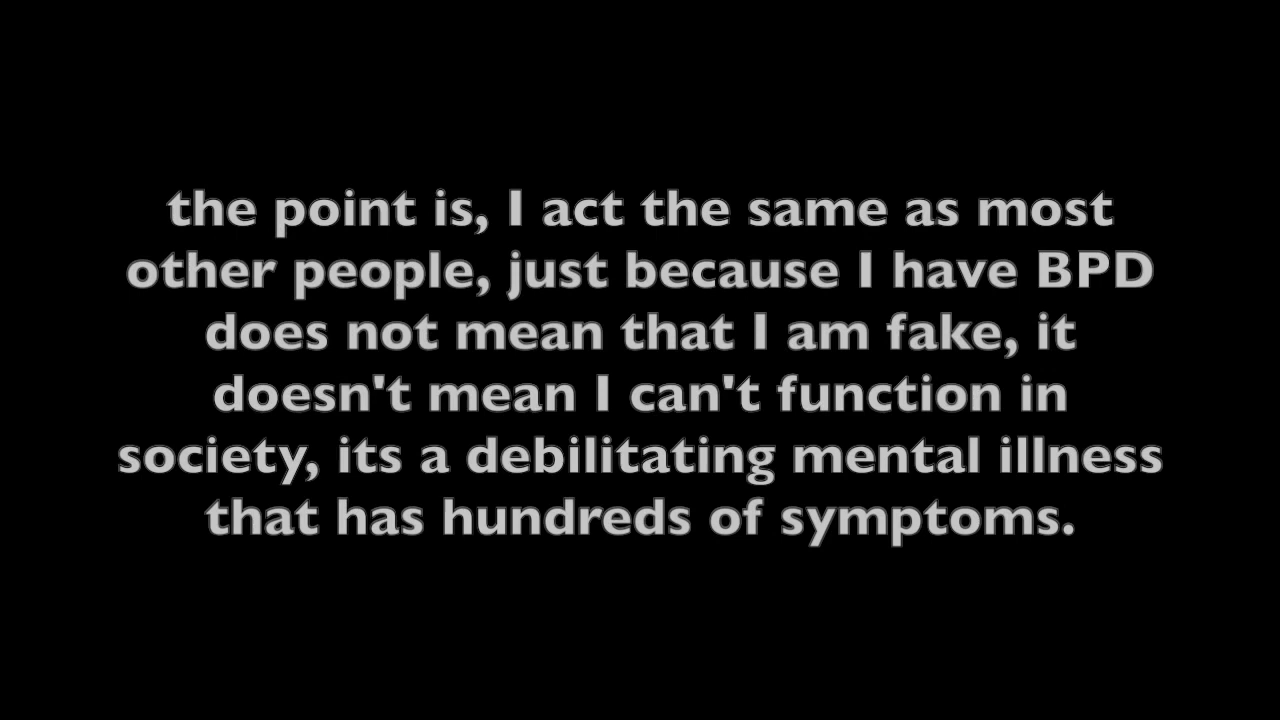 the point is, I act the same as most
other people, just because I have BPD
does not mean that I am fake, it
doesn't mean I can't function in
society, its a debilitating mental illness
that has hundreds of symptoms.